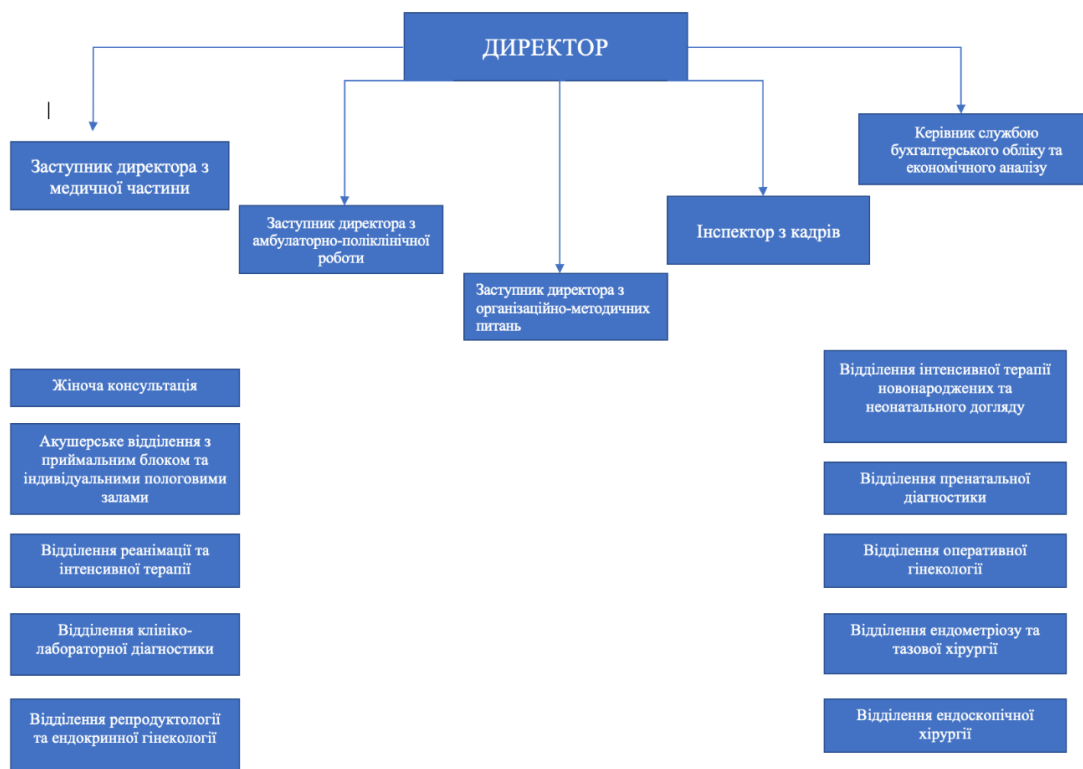 ДИРЕКТОР
Заступник директора з
медичної частини
Заступник директора з
амбулаторно-поліклінічної
роботи
Заступник директора з
організаційно-методичних
питань
Інспектор з кадрів
Керівник службою
бухгалтерського обліку та
економічного аналізу
Жіноча консультація
Акушерське відділення з
приймальним блоком та
індивідуальними пологовими
залами
Відділення реанімації та
інтенсивної терапії
Відділення клініко-
лабораторної діагностики
Відділення репродуктології
та ендокринної гінекології
Відділення інтенсивної терапії
новонароджених та
неонатального догляду
Відділення пренатальної
діагностики
Відділення оперативної
гінекології
Відділення ендометріозу та
тазової хірургії
Відділення ендоскопічної
хірургії